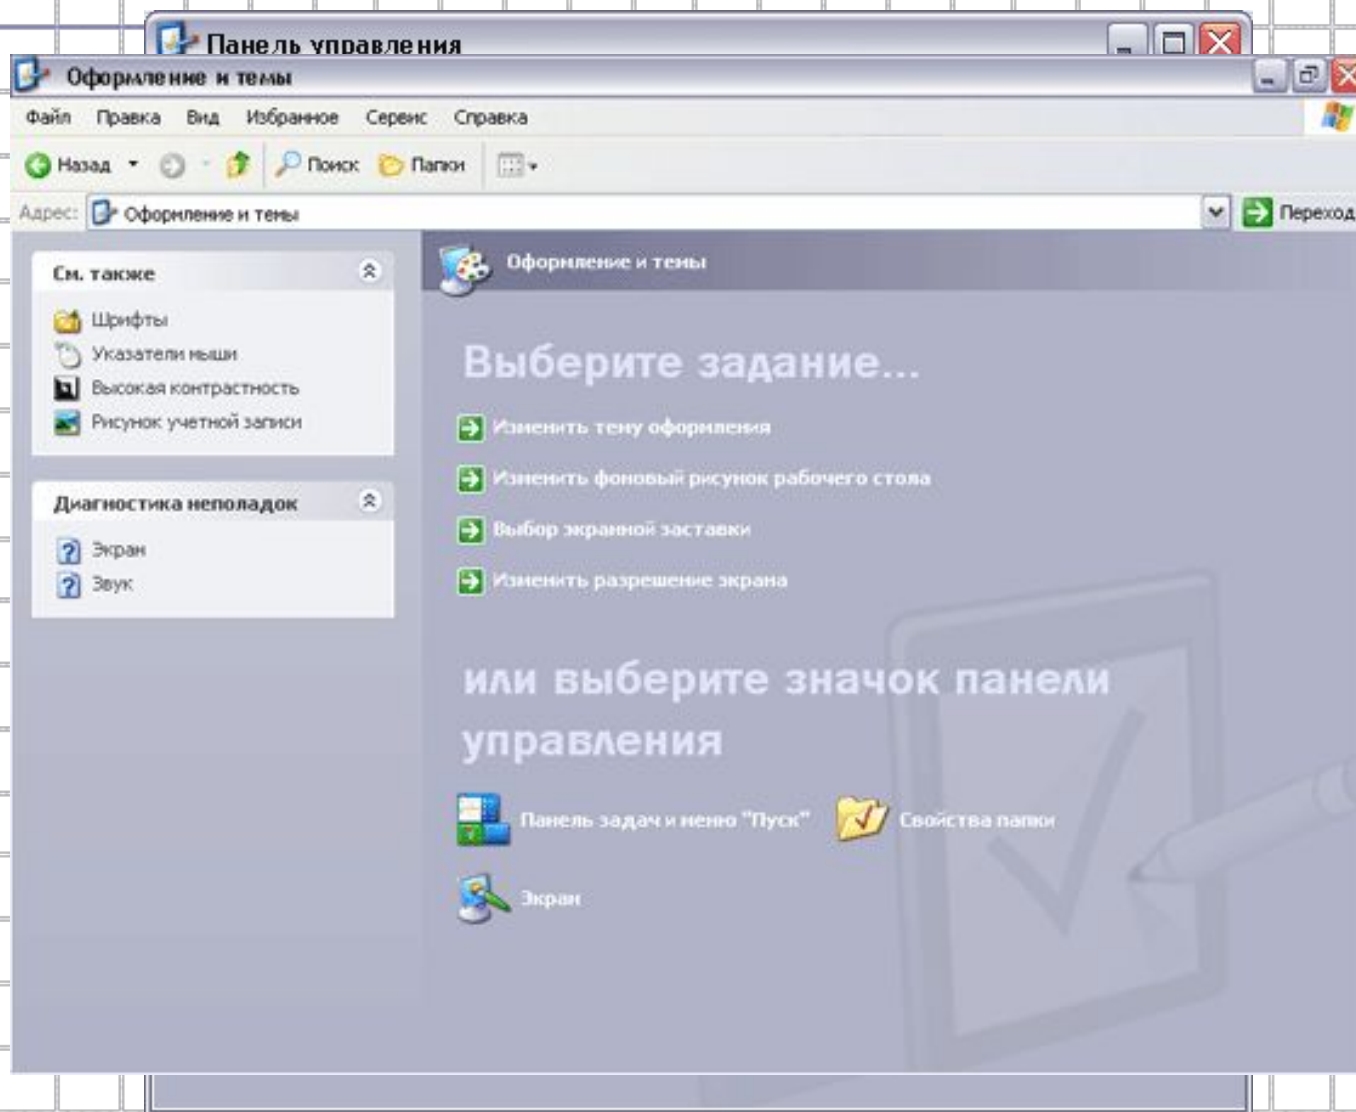 Панель управления
Оформление и темы
Файл Правка Вид Избранное Сервис Справка
Назад Поиск Папки
Адрес: Оформление и темы Переход
См. также
Шрифты
Указатели мыши
Высокая контрастность
Рисунок учетной записи
Диагностика неполадок
Экран
Звук
Оформление и темы
Выберите задание...
Изменить тему оформления
Изменить фоновый рисунок рабочего стола
Выбор экранной заставки
Изменить разрешение экрана
или выберите значок панели
управления
Панель задач и меню "Пуск" Свойства папки
Экран